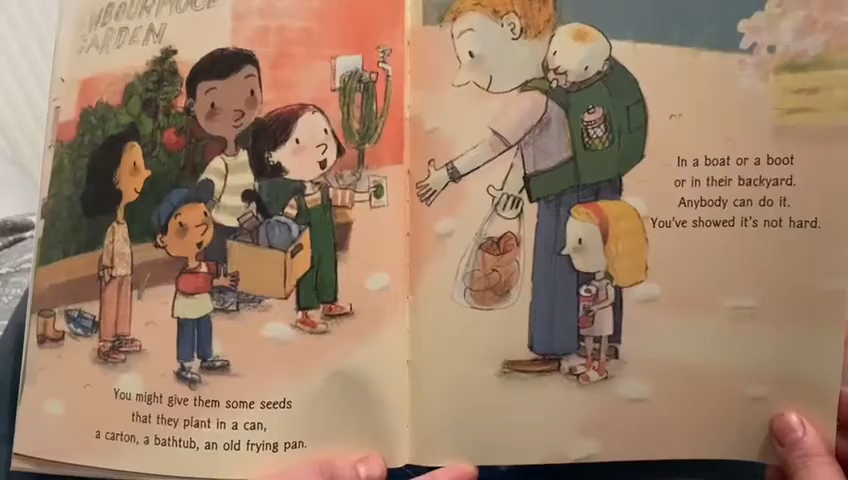 GARDEN
You might give them some seeds
that they plant in a can,
a carton, a bathtub, an old frying pan.
In a boat or a boot
or in their backyard.
Anybody can do it.
You've showed it's not hard.